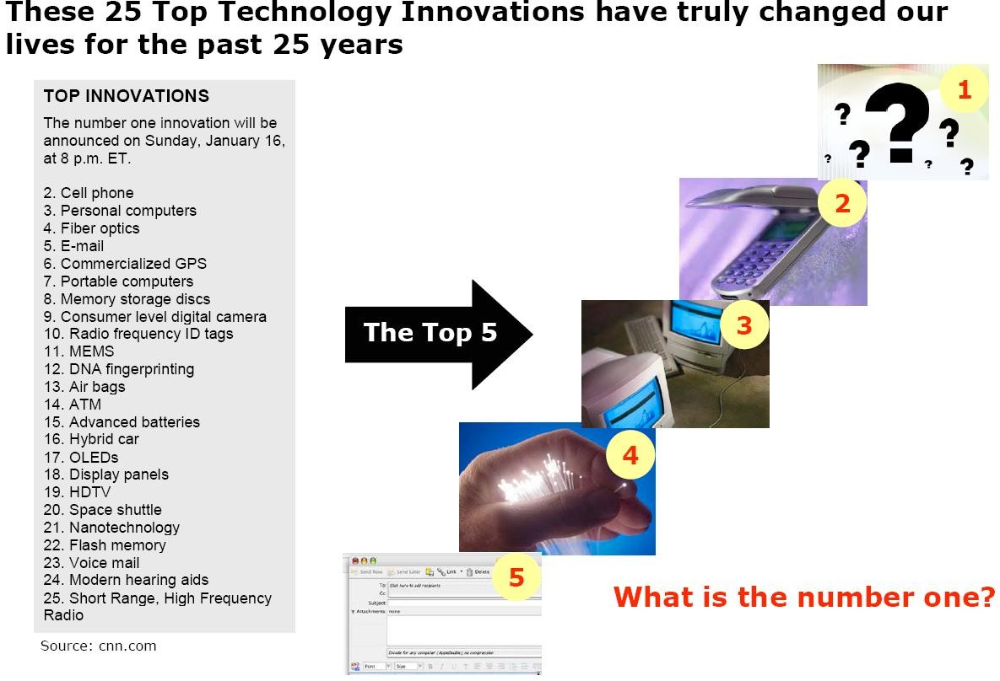 These 25 Top Technology Innovations have truly changed our
lives for the past 25 years
TOP INNOVATIONS
The number one innovation will be
announced on Sunday, January 16,
at 8 p.m. ET.
2. Cell phone
3. Personal computers
4. Fiber optics
5. E-mail
6. Commercialized GPS
7. Portable computers
8. Memory storage discs
9. Consumer level digital camera
10. Radio frequency ID tags
11. MEMS
12. DNA fingerprinting
13. Air bags
14. ATM
15. Advanced batteries
16. Hybrid car
17. OLEDs
18. Display panels
19. HDTV
20. Space shuttle
21. Nanotechnology
22. Flash memory
23. Voice mail
24. Modern hearing aids
25. Short Range, High Frequency
Radio
Source: cnn.com
The Top 5
1
? ? ? ? ? ? ?
2
3
4
5
Send Now Send Later Link Delete
To: Click here to add recipients
Cc:
Subject:
Attachments: none
Encode for any computer (AppleDouble), no compression
Font Size B I U T
What is the number one?